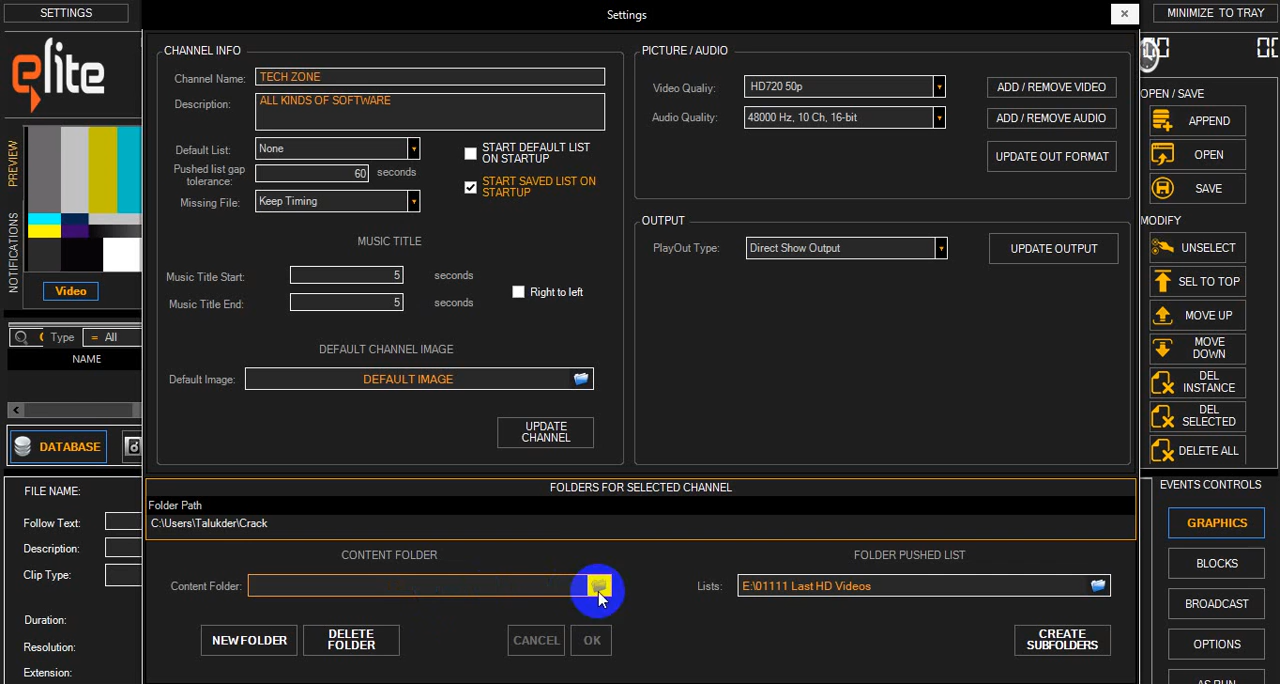 SETTINGS
Settings
MINIMIZE TO TRAY
elite
PREVIEW
NOTIFICATIONS
Video
Type
= All
NAME
DATABASE
FILE NAME:
Follow Text:
Description:
Clip Type:
Duration:
Resolution:
Extension:
CHANNEL INFO
Channel Name:
TECH ZONE
Description:
ALL KINDS OF SOFTWARE
Default List:
None
START DEFAULT LIST
ON STARTUP
Pushed list gap
tolerance:
60
seconds
START SAVED LIST ON
STARTUP
Missing File:
Keep Timing
MUSIC TITLE
Music Title Start:
5
seconds
Music Title End:
5
seconds
Right to left
DEFAULT CHANNEL IMAGE
Default Image:
DEFAULT IMAGE
UPDATE
CHANNEL
PICTURE / AUDIO
Video Qualiy:
HD720 50p
ADD / REMOVE VIDEO
Audio Quality:
48000 Hz, 10 Ch, 16-bit
ADD / REMOVE AUDIO
UPDATE OUT FORMAT
OUTPUT
PlayOut Type:
Direct Show Output
UPDATE OUTPUT
FOLDERS FOR SELECTED CHANNEL
Folder Path
C:\Users\Talukder\Crack
CONTENT FOLDER
Content Folder:
NEW FOLDER
DELETE
FOLDER
CANCEL
OK
FOLDER PUSHED LIST
Lists:
E:\01111 Last HD Videos
CREATE
SUBFOLDERS
OPEN / SAVE
APPEND
OPEN
SAVE
MODIFY
UNSELECT
SEL TO TOP
MOVE UP
MOVE
DOWN
DEL
INSTANCE
DEL
SELECTED
DELETE ALL
EVENTS CONTROLS
GRAPHICS
BLOCKS
BROADCAST
OPTIONS
AS RUN